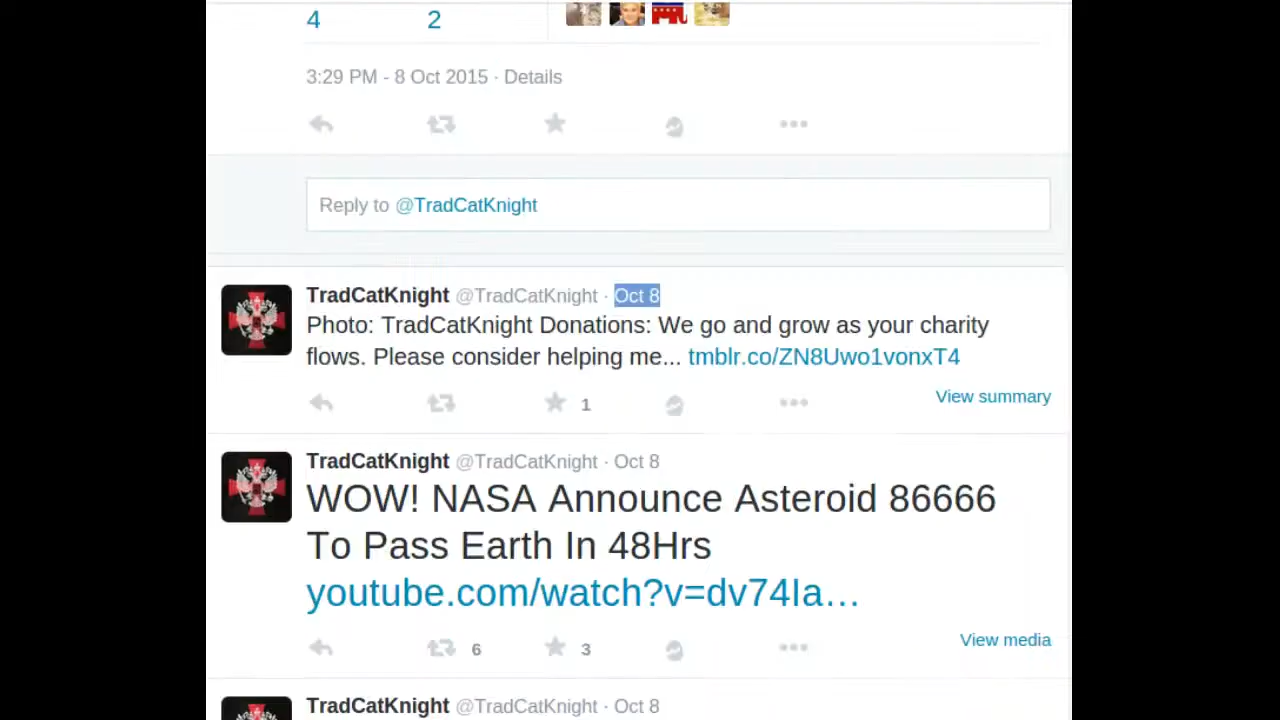 4 2
3:29 PM - 8 Oct 2015 · Details
Reply to @TradCatKnight
TradCatKnight @TradCatKnight · Oct 8
Photo: TradCatKnight Donations: We go and grow as your charity
flows. Please consider helping me... tmblr.co/ZN8Uwo1vonxT4
1 View summary
TradCatKnight @TradCatKnight · Oct 8
WOW! NASA Announce Asteroid 86666
To Pass Earth In 48Hrs
youtube.com/watch?v=dv74Ia…
6 3 View media
TradCatKnight @TradCatKnight · Oct 8